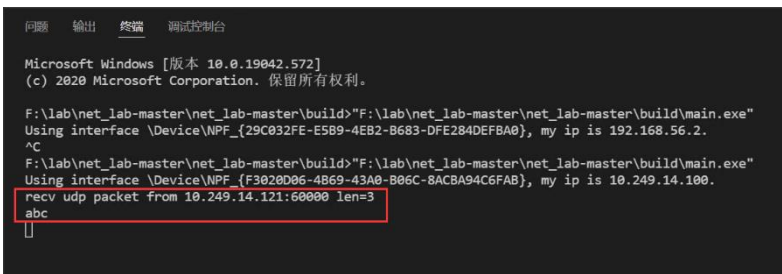 问题 输出 终端 调试控制台
Microsoft Windows [版本 10.0.19042.572]
(c) 2020 Microsoft Corporation. 保留所有权利。
F:\lab\net_lab-master\net_lab-master\build>"F:\lab\net_lab-master\net_lab-master\build\main.exe"
Using interface \Device\NPF_{29C032FE-E5B9-4EB2-B683-DFE284DEFBA0}, my ip is 192.168.56.2.
^C
F:\lab\net_lab-master\net_lab-master\build>"F:\lab\net_lab-master\net_lab-master\build\main.exe"
Using interface \Device\NPF_{F3020D06-4B69-43A0-B06C-8ACBA94C6FAB}, my ip is 10.249.14.100.
recv udp packet from 10.249.14.121:60000 len=3
abc